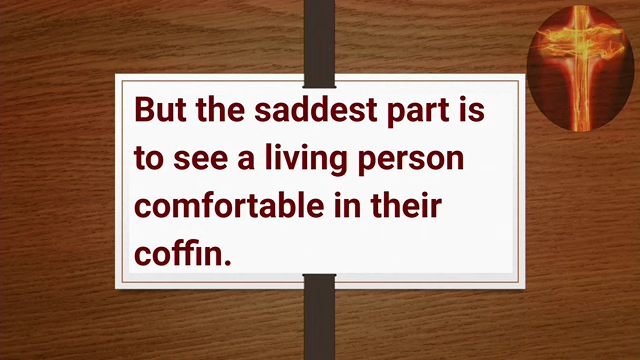 But the saddest part is
to see a living person
comfortable in their
coffin.